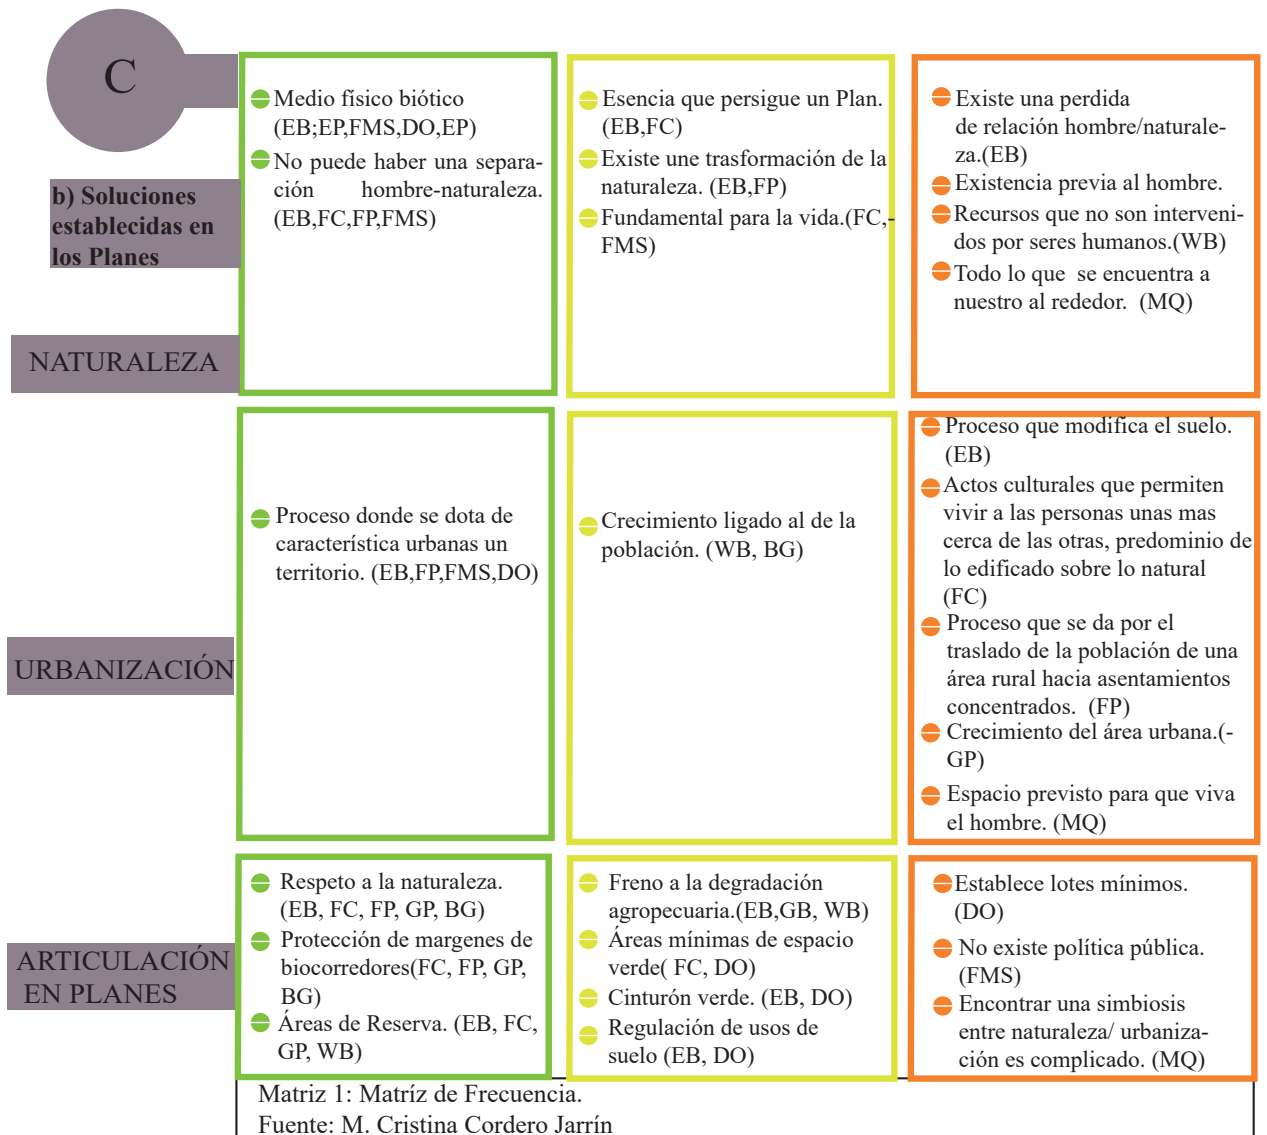 C
b) Soluciones
establecidas en
los Planes
NATURALEZA
Medio físico biótico
(EB;EP,FMS,DO,EP)
No puede haber una separa-
ción hombre-naturaleza.
(EB,FC,FP,FMS)
Esencia que persigue un Plan.
(EB,FC)
Existe une trasformación de la
naturaleza. (EB,FP)
Fundamental para la vida.(FC,-
FMS)
Existe una perdida
de relación hombre/naturale-
za.(EB)
Existencia previa al hombre.
Recursos que no son interveni-
dos por seres humanos.(WB)
Todo lo que se encuentra a
nuestro al rededor. (MQ)
URBANIZACIÓN
Proceso donde se dota de
característica urbanas un
territorio. (EB,FP,FMS,DO)
Crecimiento ligado al de la
población. (WB, BG)
Proceso que modifica el suelo.
(EB)
Actos culturales que permiten
vivir a las personas unas mas
cerca de las otras, predominio de
lo edificado sobre lo natural
(FC)
Proceso que se da por el
traslado de la población de una
área rural hacia asentamientos
concentrados. (FP)
Crecimiento del área urbana.(-
GP)
Espacio previsto para que viva
el hombre. (MQ)
ARTICULACIÓN
EN PLANES
Respeto a la naturaleza.
(EB, FC, FP, GP, BG)
Protección de margenes de
biocorredores(FC, FP, GP,
BG)
Áreas de Reserva. (EB, FC,
GP, WB)
Freno a la degradación
agropecuaria.(EB,GB, WB)
Áreas mínimas de espacio
verde( FC, DO)
Cinturón verde. (EB, DO)
Regulación de usos de
suelo (EB, DO)
Establece lotes mínimos.
(DO)
No existe política pública.
(FMS)
Encontrar una simbiosis
entre naturaleza/ urbaniza-
ción es complicado. (MQ)
Matriz 1: Matríz de Frecuencia.
Fuente: M. Cristina Cordero Jarrín